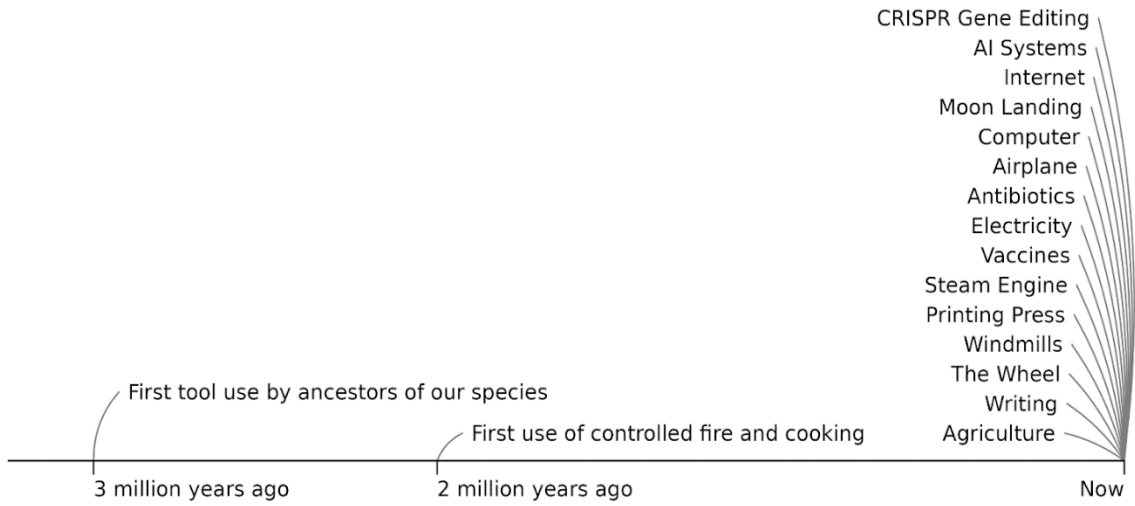 CRISPR Gene Editing
AI Systems
Internet
Moon Landing
Computer
Airplane
Antibiotics
Electricity
Vaccines
Steam Engine
Printing Press
Windmills
The Wheel
First tool use by ancestors of our species
Writing
First use of controlled fire and cooking
Agriculture
3 million years ago
2 million years ago
Now